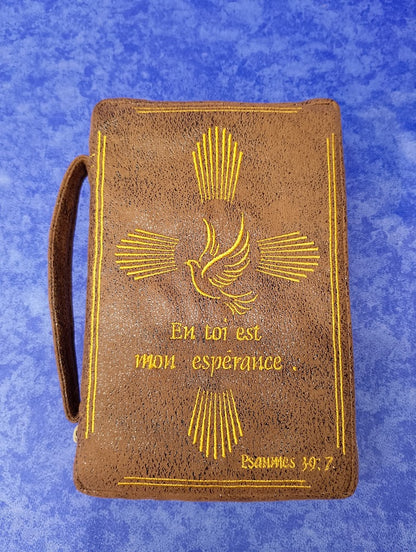 En toi est
mon espérance .
Psaumes 39:7